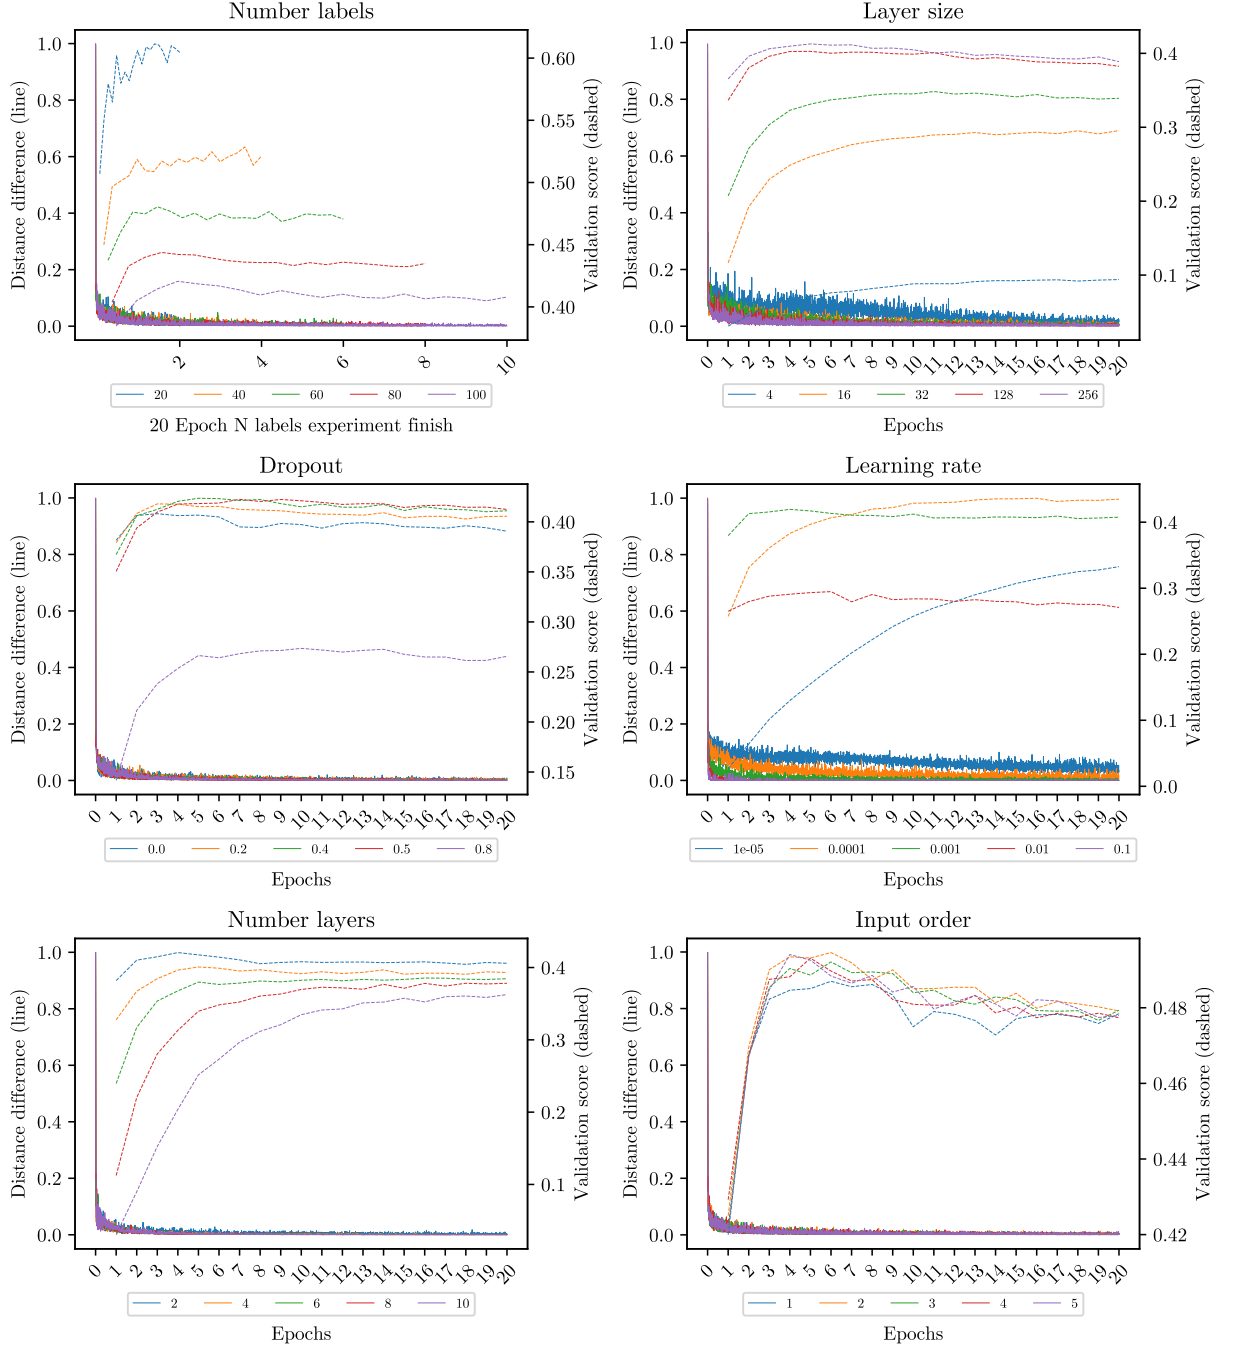 Number labels
Distance difference (line)
1.0
0.8
0.6
0.4
0.2
0.0
Validation score (dashed)
0.60
0.55
0.50
0.45
0.40
2 4 6 8 10
20 40 60 80 100
20 Epoch N labels experiment finish
Layer size
Distance difference (line)
1.0
0.8
0.6
0.4
0.2
0.0
Validation score (dashed)
0.4
0.3
0.2
0.1
0 1 2 3 4 5 6 7 8 9 10 11 12 13 14 15 16 17 18 19 20
4 16 32 128 256
Epochs
Dropout
Distance difference (line)
1.0
0.8
0.6
0.4
0.2
0.0
Validation score (dashed)
0.40
0.35
0.30
0.25
0.20
0.15
0 1 2 3 4 5 6 7 8 9 10 11 12 13 14 15 16 17 18 19 20
0.0 0.2 0.4 0.5 0.8
Epochs
Learning rate
Distance difference (line)
1.0
0.8
0.6
0.4
0.2
0.0
Validation score (dashed)
0.4
0.3
0.2
0.1
0.0
0 1 2 3 4 5 6 7 8 9 10 11 12 13 14 15 16 17 18 19 20
1e-05 0.0001 0.001 0.01 0.1
Epochs
Number layers
Distance difference (line)
1.0
0.8
0.6
0.4
0.2
0.0
Validation score (dashed)
0.4
0.3
0.2
0.1
0 1 2 3 4 5 6 7 8 9 10 11 12 13 14 15 16 17 18 19 20
2 4 6 8 10
Epochs
Input order
Distance difference (line)
1.0
0.8
0.6
0.4
0.2
0.0
Validation score (dashed)
0.48
0.46
0.44
0.42
0 1 2 3 4 5 6 7 8 9 10 11 12 13 14 15 16 17 18 19 20
1 2 3 4 5
Epochs